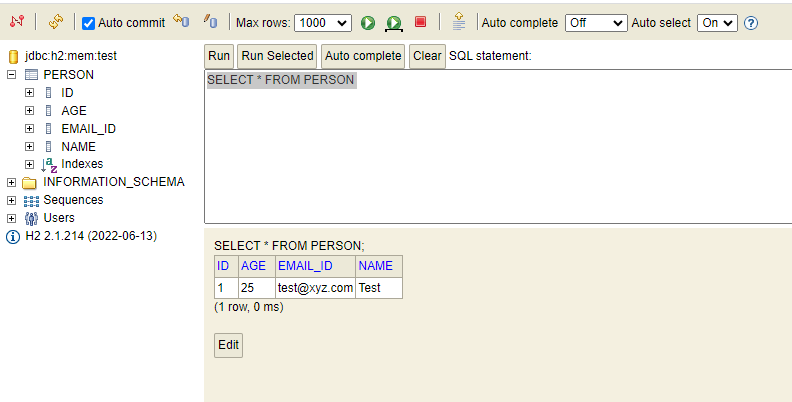 Auto commit Max rows: 1000 Auto complete Off Auto select On
jdbc:h2:mem:test
PERSON
ID
AGE
EMAIL_ID
NAME
Indexes
INFORMATION_SCHEMA
Sequences
Users
H2 2.1.214 (2022-06-13)
Run Run Selected Auto complete Clear SQL statement:
SELECT * FROM PERSON
SELECT * FROM PERSON;
ID AGE EMAIL_ID NAME
1 25 test@xyz.com Test
(1 row, 0 ms)
Edit